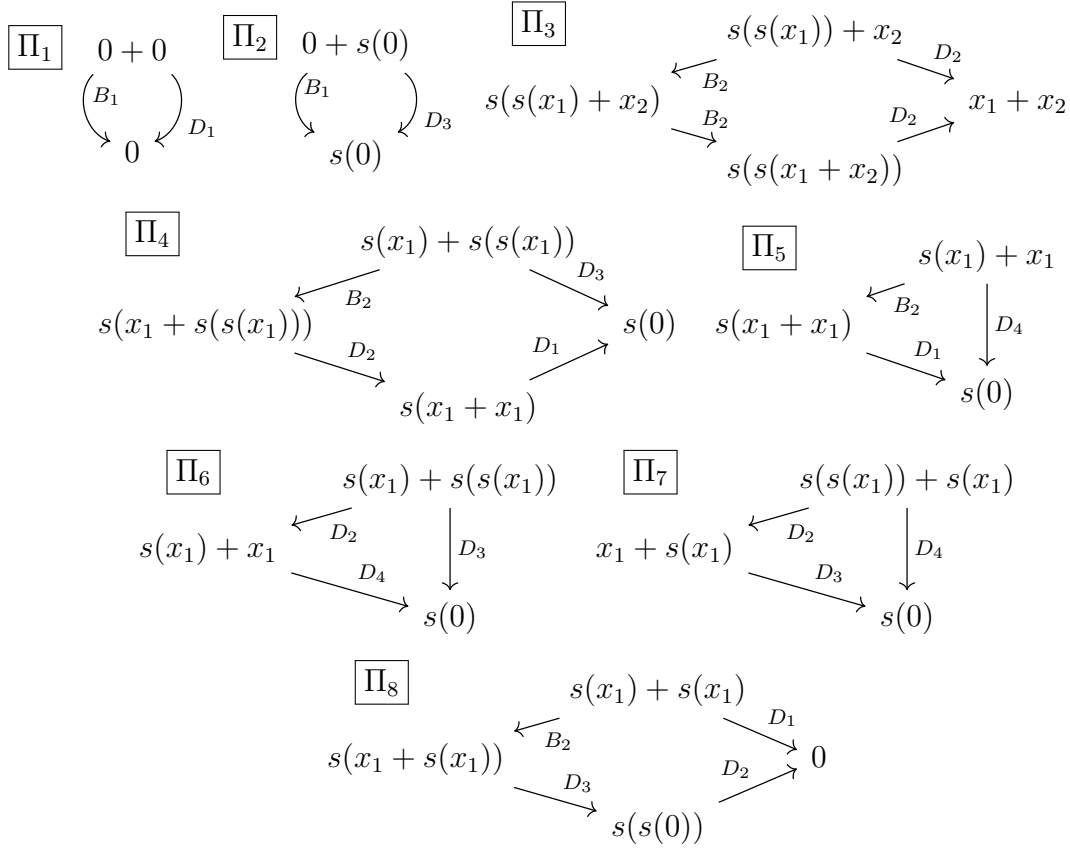 Π₁ 0 + 0 Π₂ 0 + s(0) Π₃ s(s(x₁)) + x₂
B₁ D₁ B₁ D₃ B₂ D₂
s(s(x₁) + x₂) x₁ + x₂
B₂ D₂
0 s(0) s(s(x₁ + x₂))
Π₄ s(x₁) + s(s(x₁)) Π₅ s(x₁) + x₁
B₂ D₃ B₂ D₄
s(x₁ + s(s(x₁))) s(0) s(x₁ + x₁)
D₂ D₁ D₁
s(x₁ + x₁) s(0)
Π₆ s(x₁) + s(s(x₁)) Π₇ s(s(x₁)) + s(x₁)
D₂ D₃ D₂ D₄
s(x₁) + x₁ x₁ + s(x₁)
D₄ D₃
s(0) s(0)
Π₈ s(x₁) + s(x₁)
B₂ D₁
s(x₁ + s(x₁)) 0
D₃ D₂
s(s(0))